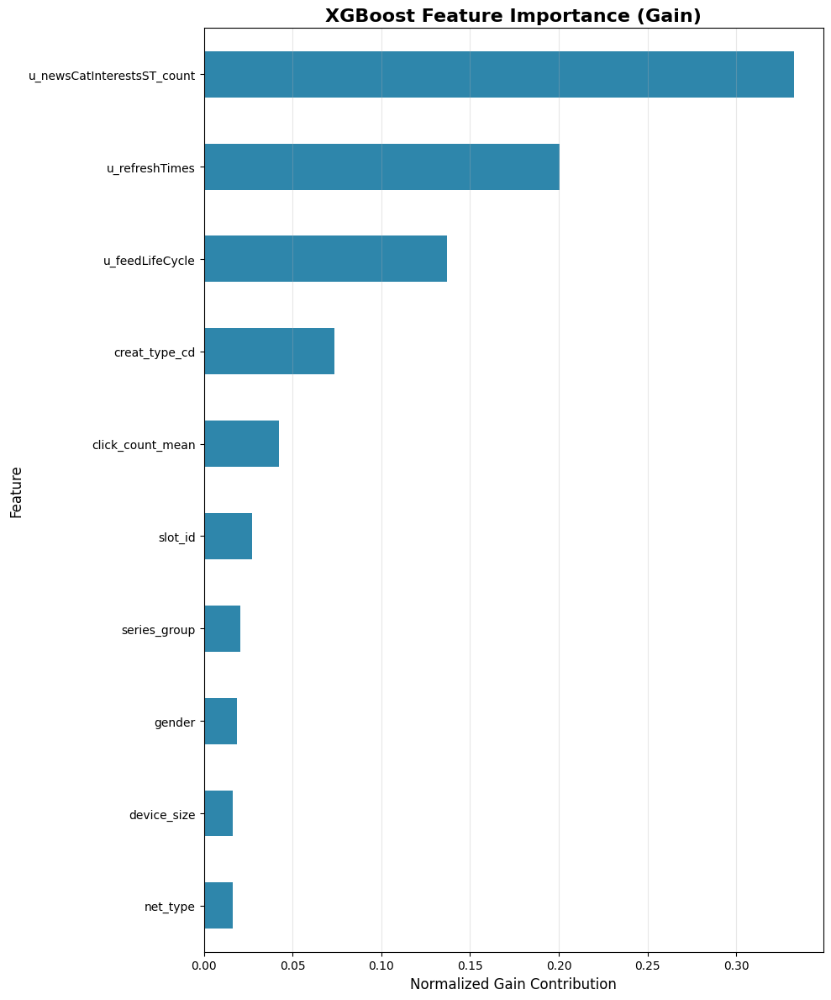 XGBoost Feature Importance (Gain)
u_newsCatInterestsST_count
u_refreshTimes
u_feedLifeCycle
creat_type_cd
click_count_mean
slot_id
series_group
gender
device_size
net_type
Feature
0.00 0.05 0.10 0.15 0.20 0.25 0.30
Normalized Gain Contribution